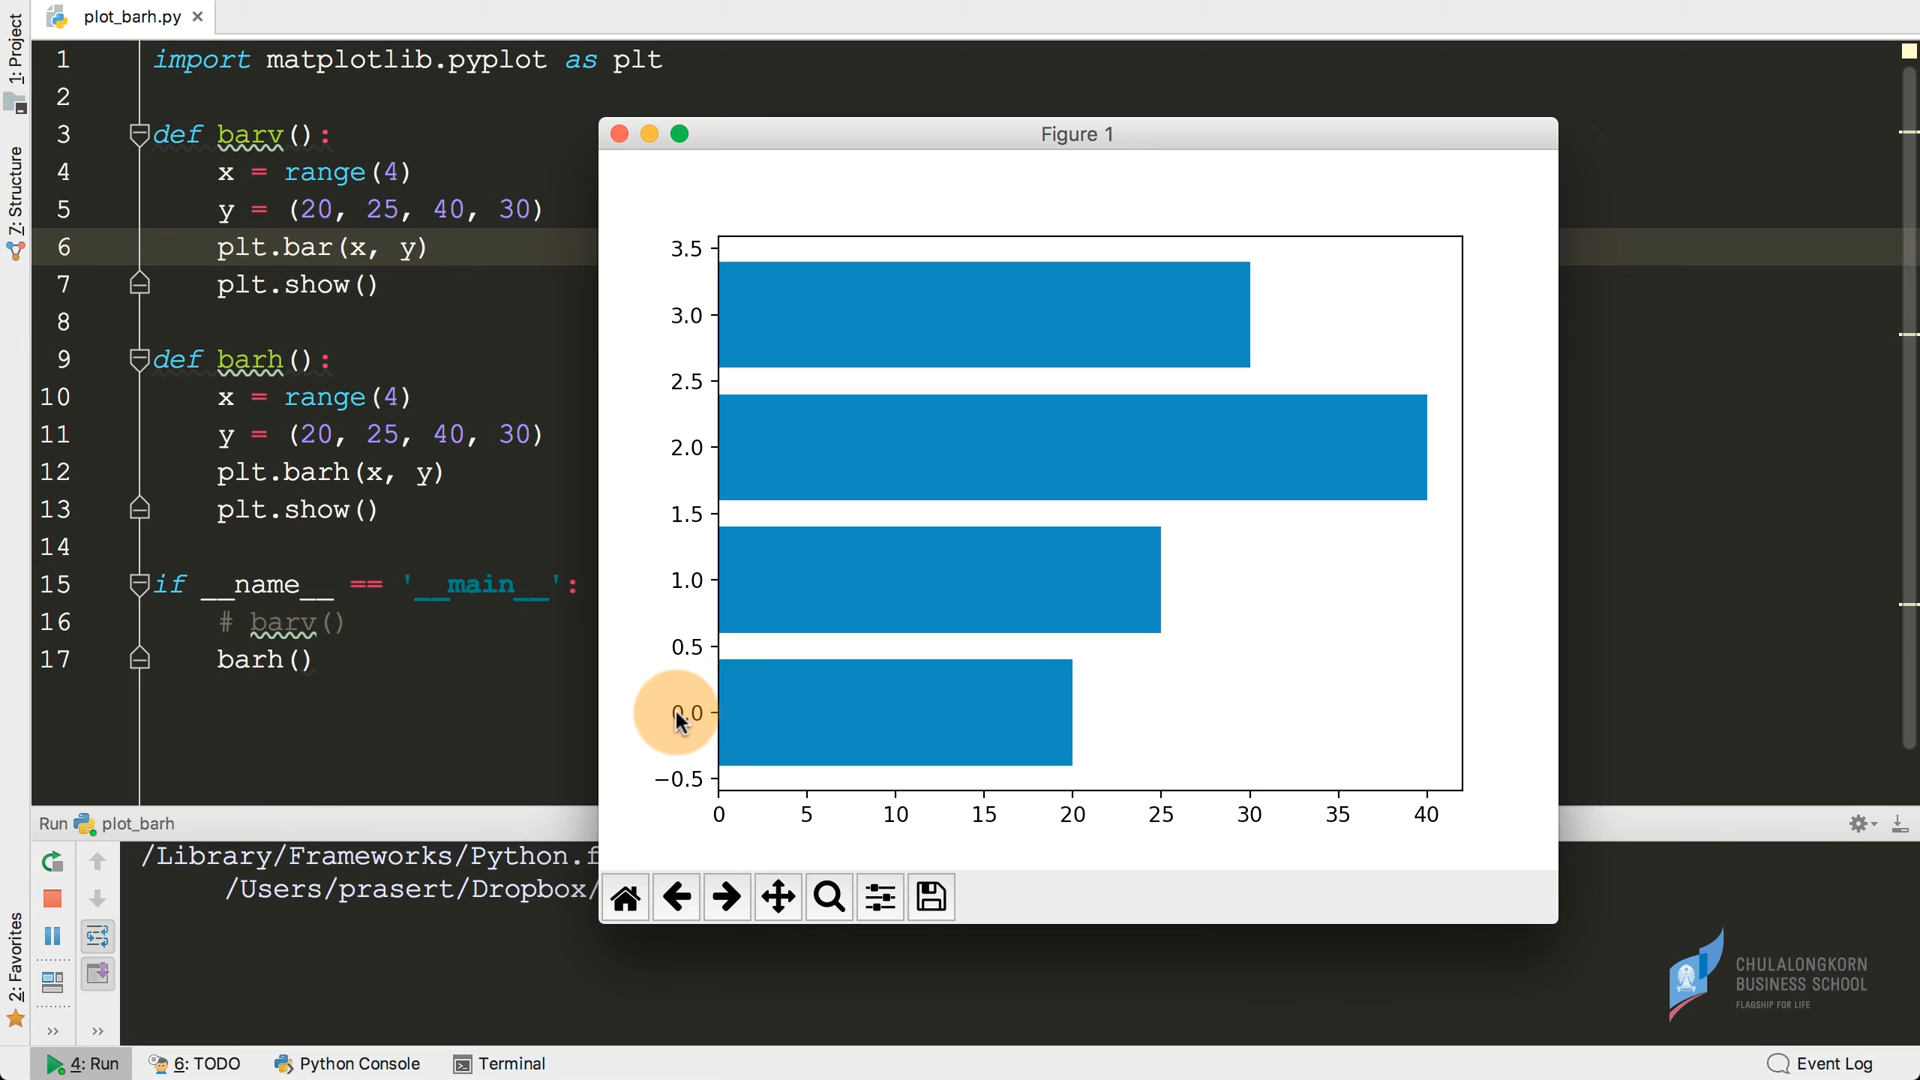 plot_barh.py
1: Project
7: Structure
2: Favorites
1 import matplotlib.pyplot as plt
2
3 def barv():
4 x = range(4)
5 y = (20, 25, 40, 30)
6 plt.bar(x, y)
7 plt.show()
8
9 def barh():
10 x = range(4)
11 y = (20, 25, 40, 30)
12 plt.barh(x, y)
13 plt.show()
14
15 if __name__ == '__main__':
16 # barv()
17 barh()
Figure 1
3.5
3.0
2.5
2.0
1.5
1.0
0.5
0.0
−0.5
0 5 10 15 20 25 30 35 40
Run plot_barh
/Library/Frameworks/Python.f
/Users/prasert/Dropbox/
CHULALONGKORN
BUSINESS SCHOOL
FLAGSHIP FOR LIFE
4: Run 6: TODO Python Console Terminal Event Log